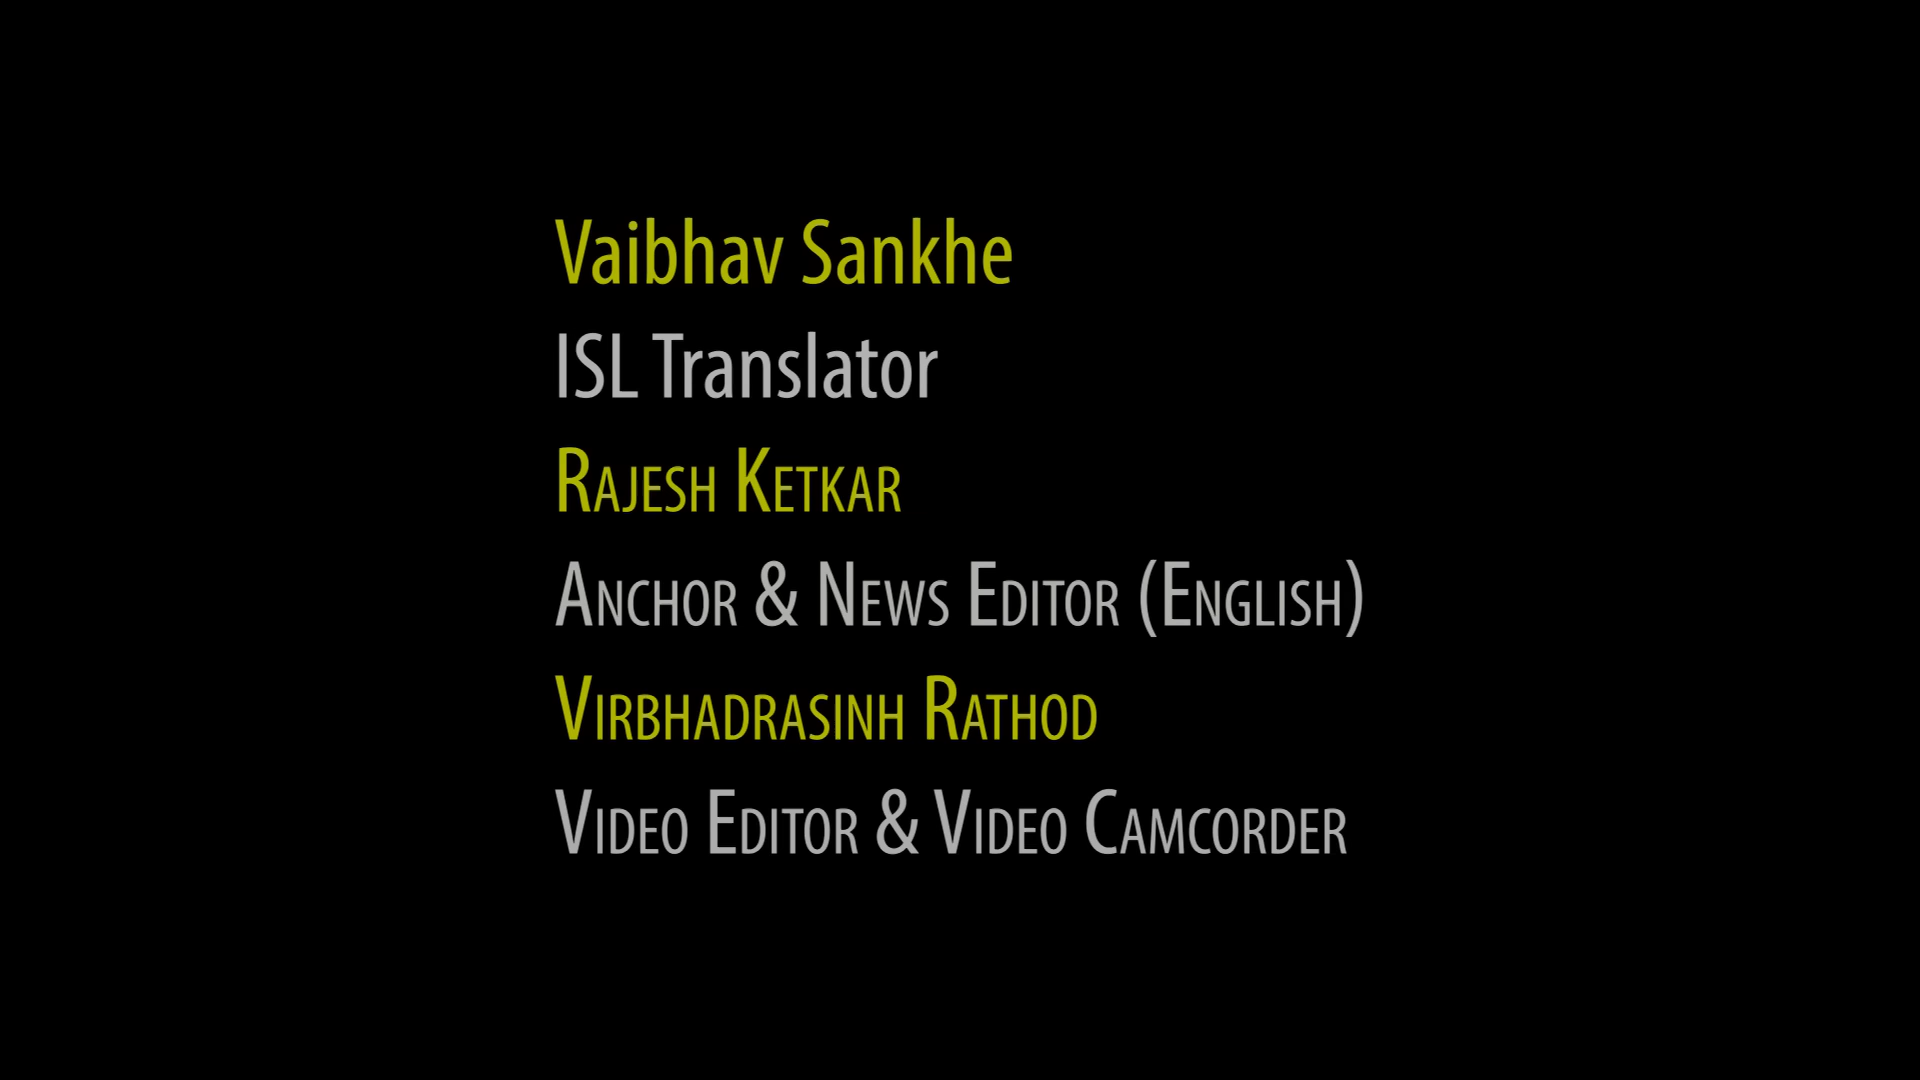 Vaibhav Sankhe
ISL Translator
Rajesh Ketkar
Anchor & News Editor (English)
Virbhadrasinh Rathod
Video Editor & Video Camcorder